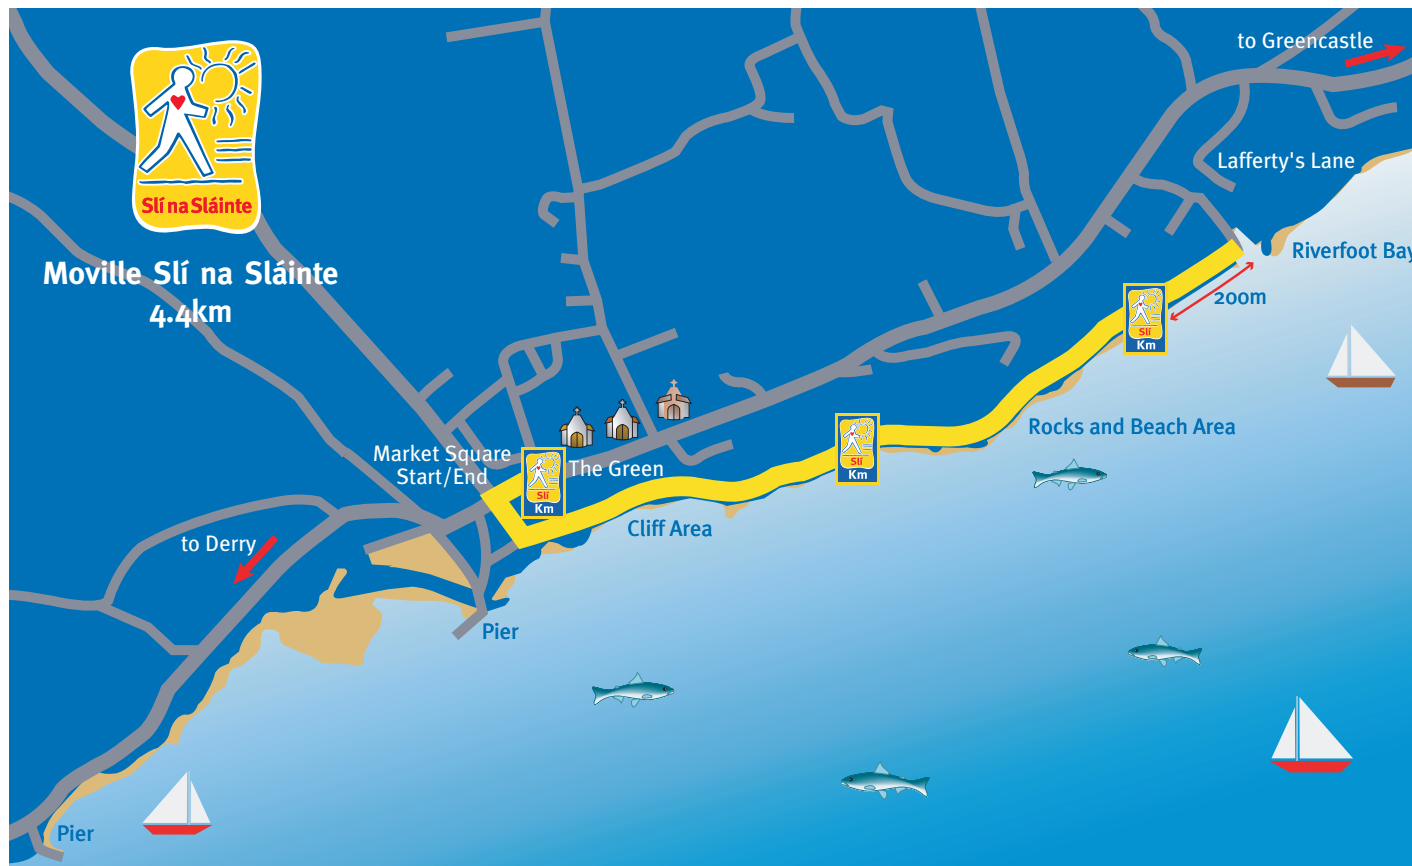 to Greencastle
Lafferty's Lane
Slí na Sláinte
Riverfoot Bay
Moville Slí na Sláinte
4.4km
200m
Slí
Km
Rocks and Beach Area
Slí
Km
Market Square
Start/End
The Green
Slí
Km
Cliff Area
to Derry
Pier
Pier